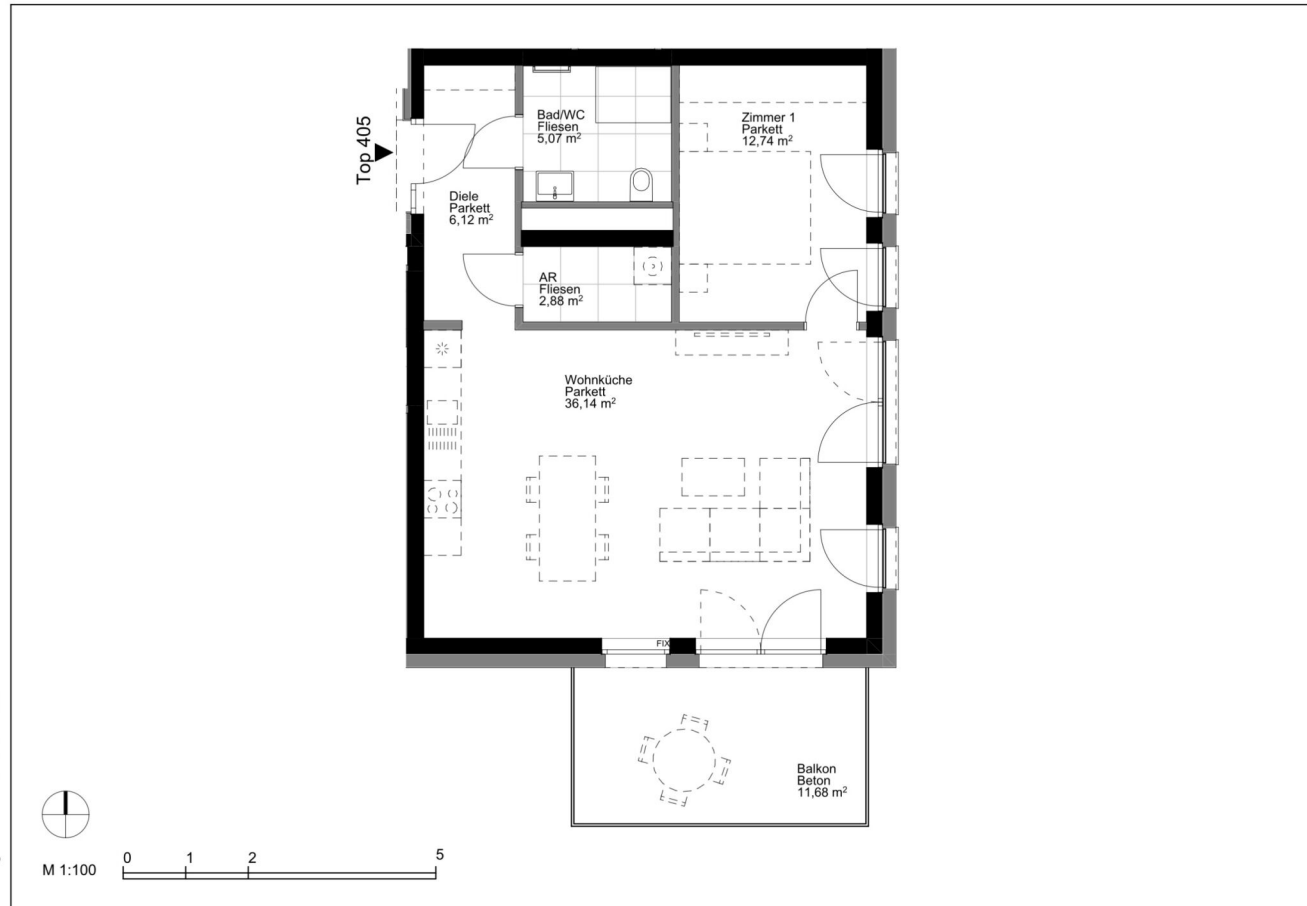 Top 405
Bad/WC
Fliesen
5,07 m²
Zimmer 1
Parkett
12,74 m²
Diele
Parkett
6,12 m²
AR
Fliesen
2,88 m²
Wohnküche
Parkett
36,14 m²
FIX
Balkon
Beton
11,68 m²
M 1:100
0 1 2 5